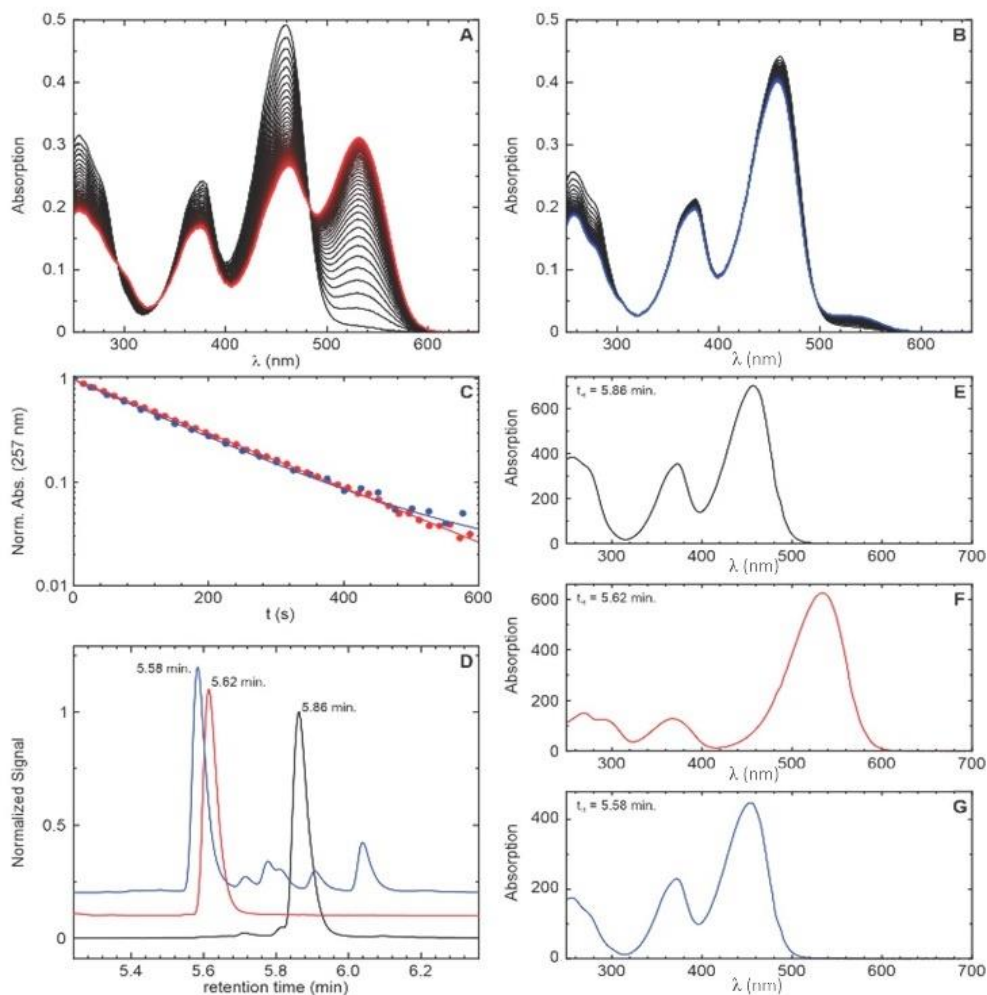 0.5
0.4
0.3
0.2
0.1
0
Absorption
A
300
400
500
600
λ (nm)
0.5
0.4
0.3
0.2
0.1
0
Absorption
B
300
400
500
600
λ (nm)
1
0.1
0.01
Norm. Abs. (257 nm)
C
0
200
400
600
t (s)
1
0.5
0
Normalized Signal
D
5.58 min.
5.62 min.
5.86 min.
5.4
5.6
5.8
6.0
6.2
retention time (min)
600
400
200
0
Absorption
E
300
400
500
600
700
λ (nm)
600
400
200
0
Absorption
tᵣ = 5.62 min.
F
300
400
500
600
700
λ (nm)
400
200
0
Absorption
G
300
400
500
600
700
λ (nm)
= 5.86 min.
= 5.58 min.